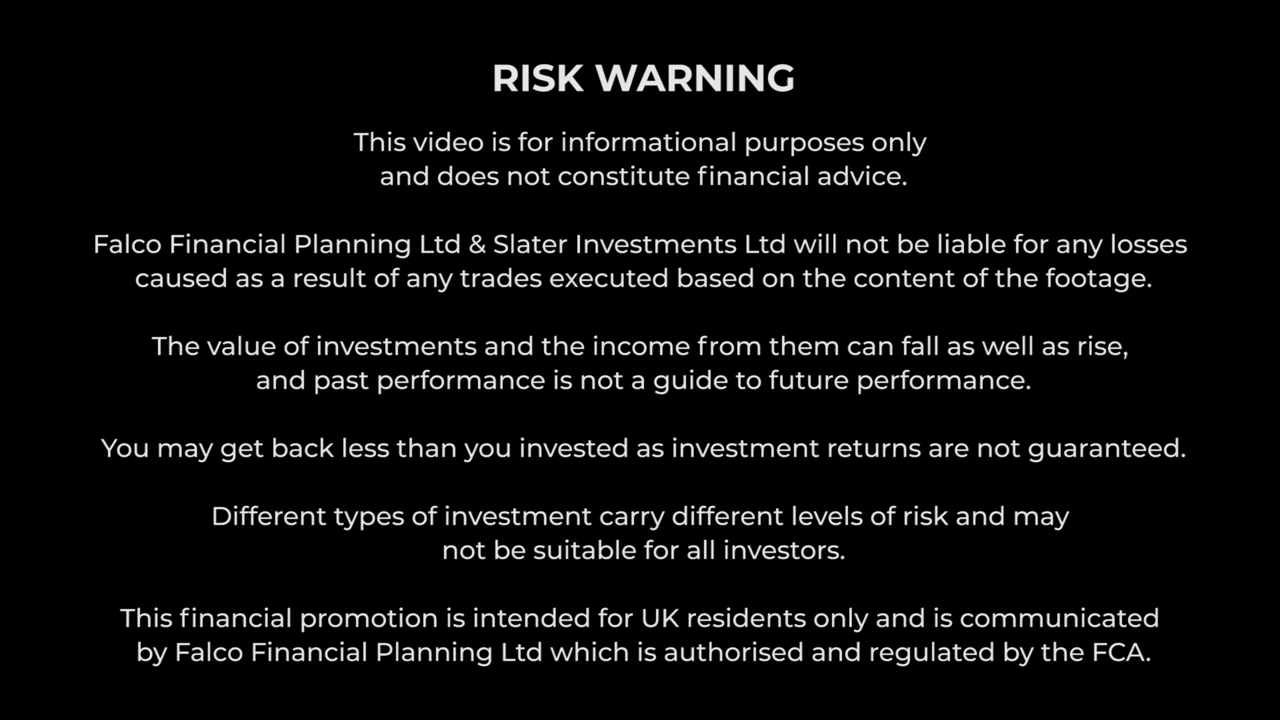 RISK WARNING
This video is for informational purposes only
and does not constitute financial advice.
Falco Financial Planning Ltd & Slater Investments Ltd will not be liable for any losses
caused as a result of any trades executed based on the content of the footage.
The value of investments and the income from them can fall as well as rise,
and past performance is not a guide to future performance.
You may get back less than you invested as investment returns are not guaranteed.
Different types of investment carry different levels of risk and may
not be suitable for all investors.
This financial promotion is intended for UK residents only and is communicated
by Falco Financial Planning Ltd which is authorised and regulated by the FCA.